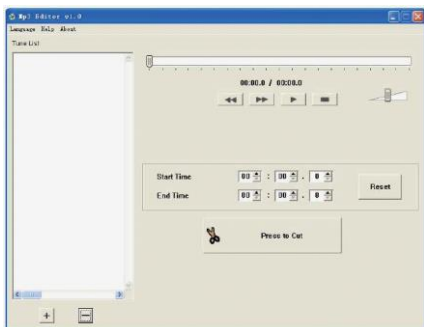 Mp3 Editor v1.0
Language Help About
Time List
00:00.0 / 00:00.0
Start Time 00 : 00 . 0
End Time 00 : 00 . 0
Reset
Press to Cut
+ −